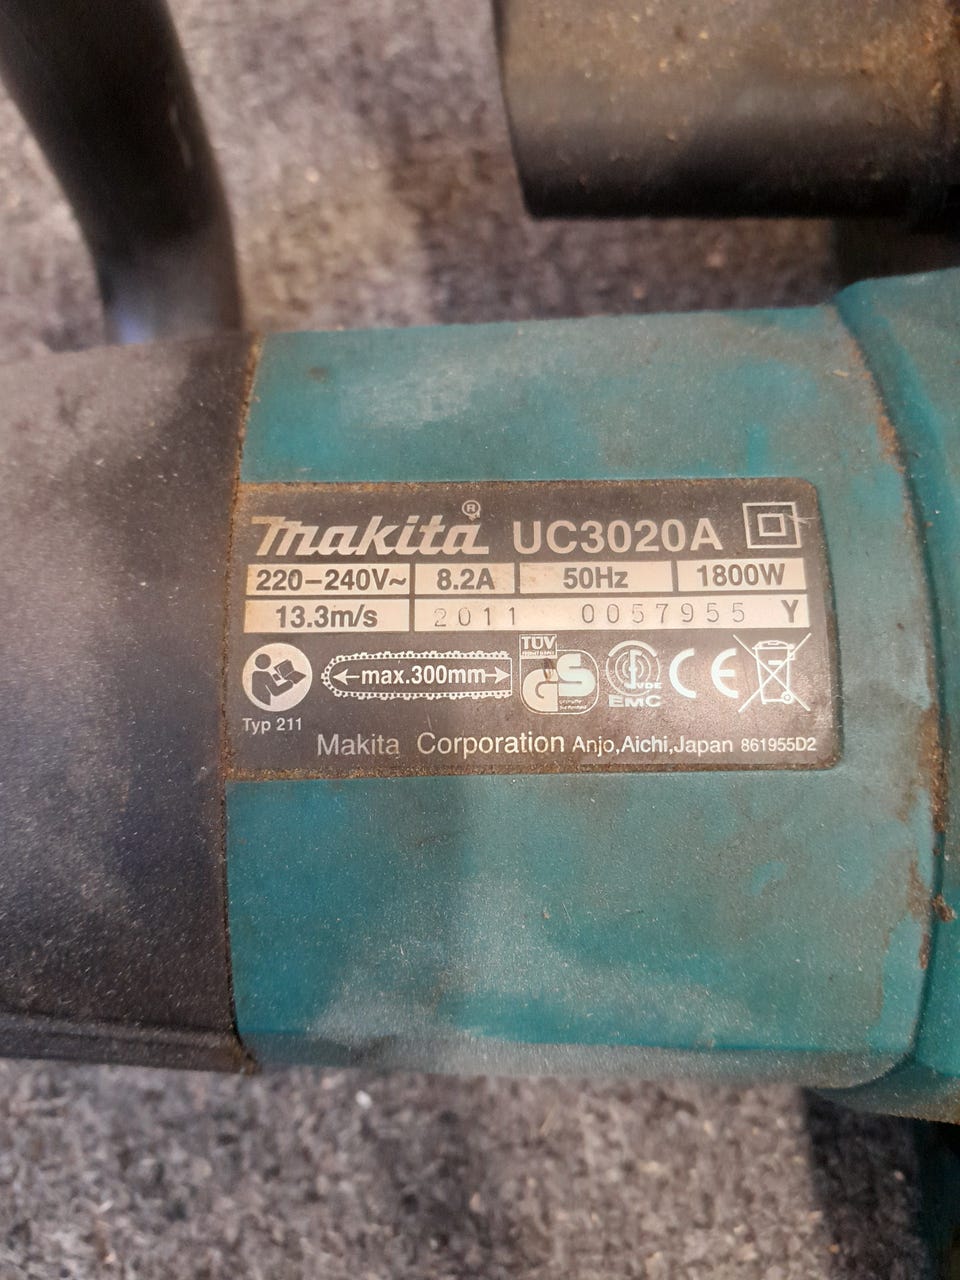 makita ® UC3020A
220-240V~ 8.2A 50Hz 1800W
13.3m/s 2011 0057955 Y
TÜV
max.300mm GS VDE CE
EMC
Typ 211
Makita Corporation Anjo,Aichi,Japan 861955D2